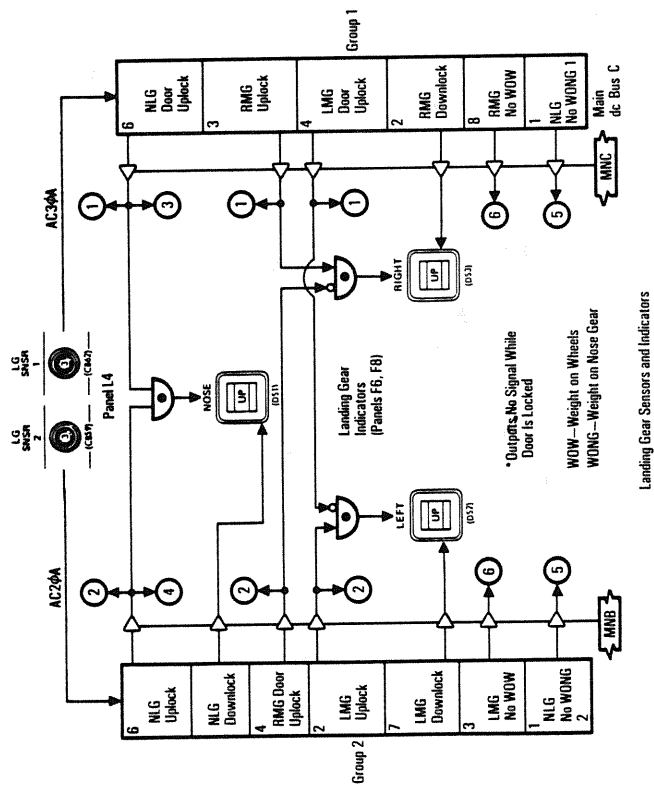 LG
SNSR
2
(CB59)
LG
SNSR
1
(CB62)
3
3
Panel L4
AC2ϕA
AC3ϕA
Group 2
6
NLG
Uplock
NLG
Downlock
4
RMG Door
Uplock
2
LMG
Uplock
7
LMG
Downlock
3
LMG
No WOW
1
NLG
No WONG
2
MNB
2
4
2
2
6
5
NOSE
UP
(DS1)
Landing Gear
Indicators
(Panels F6, F8)
LEFT
UP
(DS2)
RIGHT
UP
(DS3)
1
3
1
1
6
5
Group 1
6
NLG
Door
Uplock
3
RMG
Uplock
4
LMG
Door
Uplock
2
RMG
Downlock
8
RMG
No WOW
1
NLG
No WONG 1
Main
dc Bus C
MNC
*Outputs No Signal While
Door Is Locked
WOW—Weight on Wheels
WONG—Weight on Nose Gear
Landing Gear Sensors and Indicators